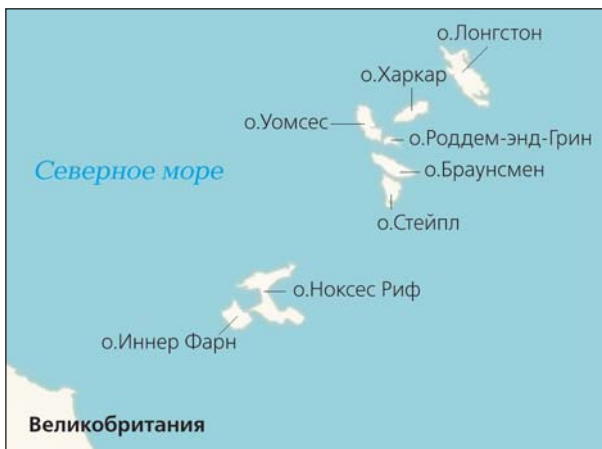 о.Лонгстон
о.Харкар
о.Уомсес
о.Роддем-энд-Грин
о.Браунсмен
Северное море
о.Стейпл
о.Ноксес Риф
о.Иннер Фарн
Великобритания